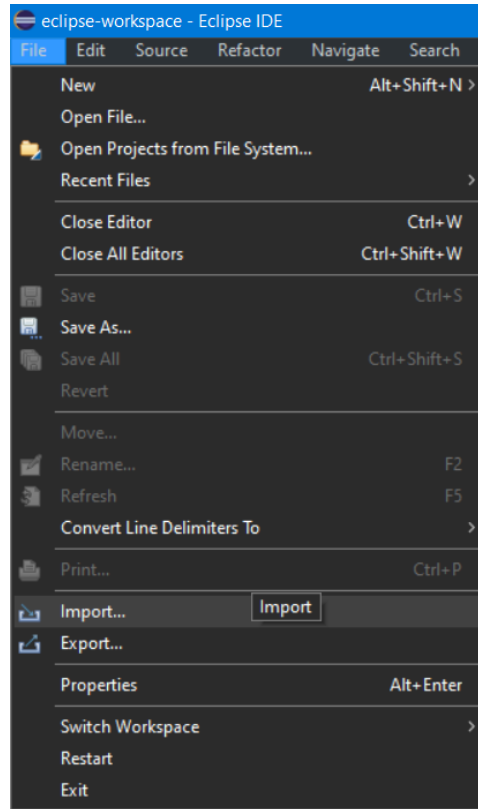 eclipse-workspace - Eclipse IDE
File Edit Source Refactor Navigate Search
New Alt+Shift+N >
Open File...
Open Projects from File System...
Recent Files >
Close Editor Ctrl+W
Close All Editors Ctrl+Shift+W
Save Ctrl+S
Save As...
Save All Ctrl+Shift+S
Revert
Move...
Rename... F2
Refresh F5
Convert Line Delimiters To >
Print... Ctrl+P
Import... Import
Export...
Properties Alt+Enter
Switch Workspace >
Restart
Exit